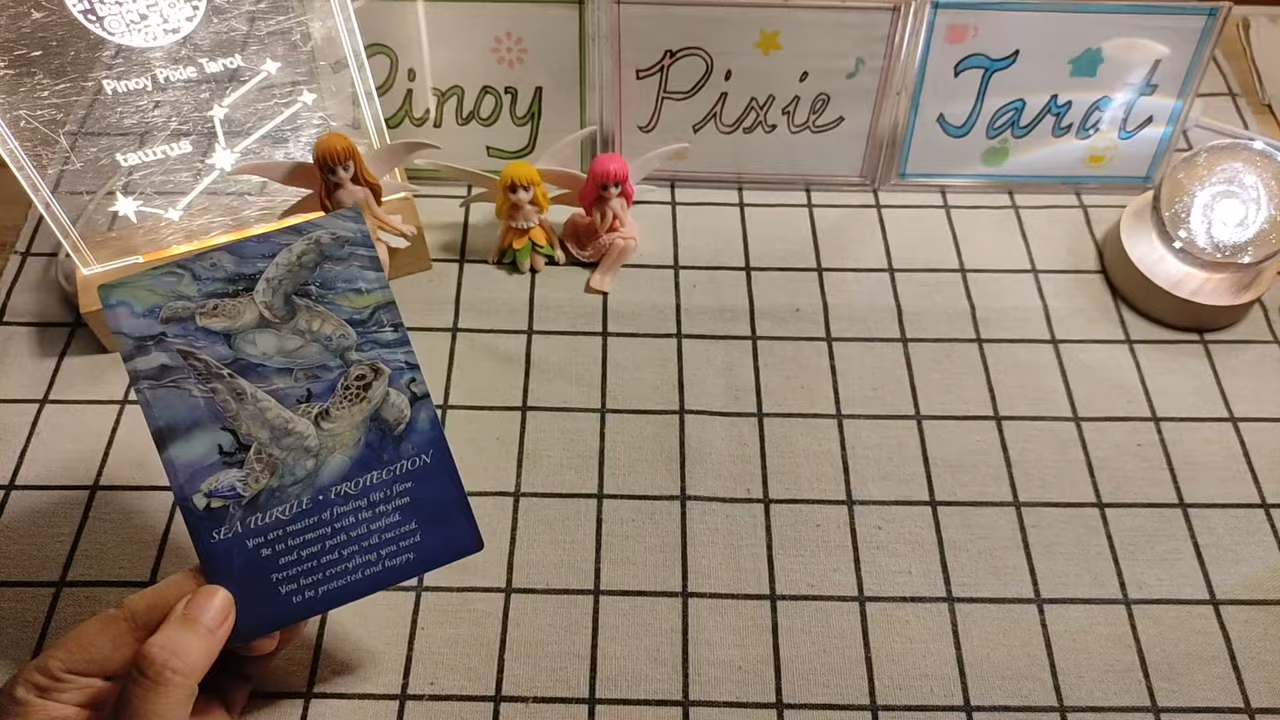 Pinoy Pixie Tarot
taurus
Pinoy
Pixie
Tarot
SEA TURTLE • PROTECTION
You are master of finding life's flow.
Be in harmony with the rhythm
and your path will unfold.
Persevere and you will succeed.
You have everything you need
to be protected and happy.